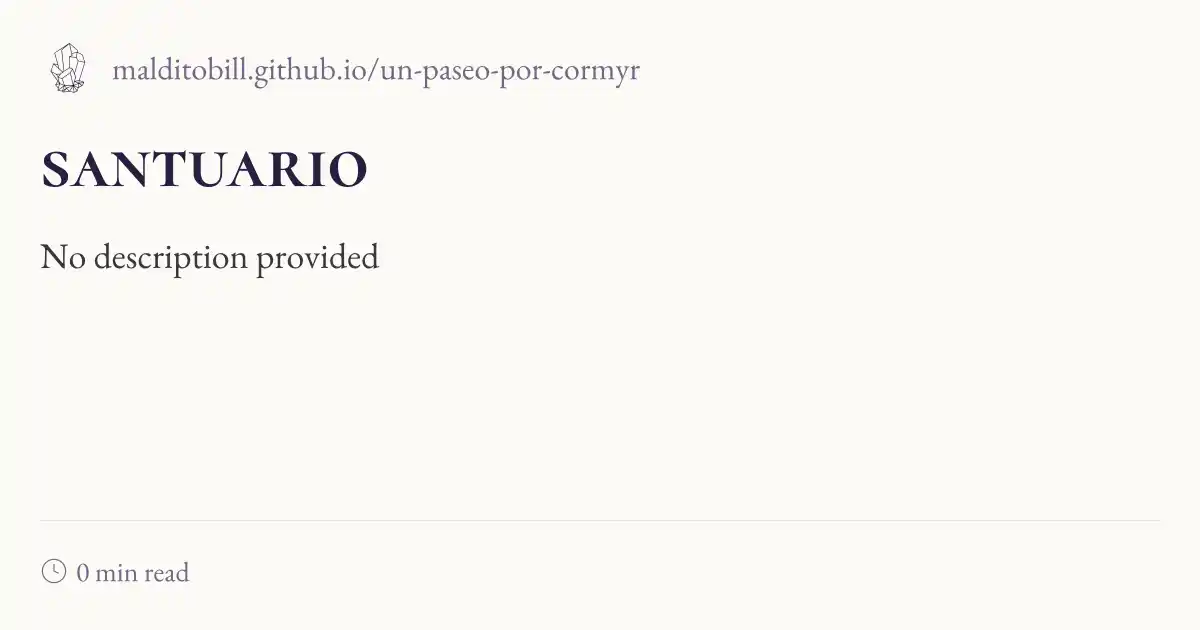 malditobill.github.io/un-paseo-por-cormyr
SANTUARIO
No description provided
0 min read